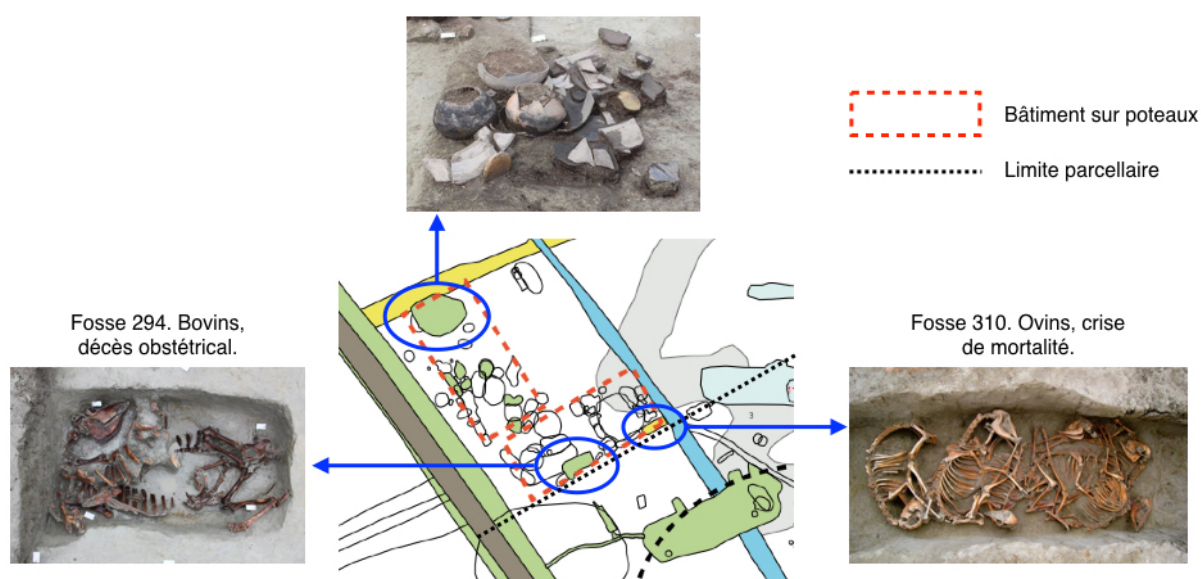 Bâtiment sur poteaux
Limite parcellaire
Fosse 294. Bovins,
décès obstétrical.
Fosse 310. Ovins, crise
de mortalité.
3